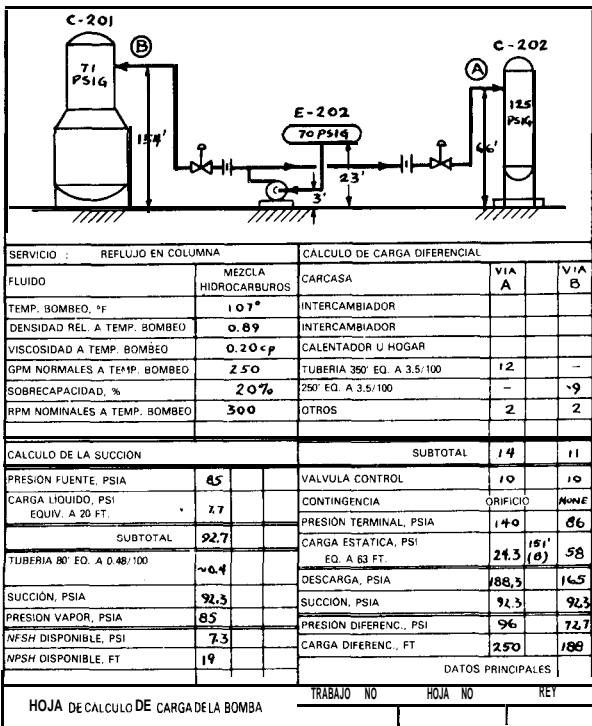 C-201
B
C-202
71
PSIG
A
E-202
125
PSIG
70 PSIG
154'
66'
23'
C
3'
SERVICIO : REFLUJO EN COLUMNA
CALCULO DE CARGA DIFERENCIAL
FLUIDO MEZCLA HIDROCARBUROS
CARCASA VIA A VIA B
TEMP. BOMBEO, °F 107°
INTERCAMBIADOR
DENSIDAD REL. A TEMP. BOMBEO 0.89
INTERCAMBIADOR
VISCOSIDAD A TEMP. BOMBEO 0.20 cp
CALENTADOR U HOGAR
GPM NORMALES A TEMP. BOMBEO 250
TUBERIA 350' EQ. A 3.5/100 12 -
SOBRECAPACIDAD, % 20%
250' EQ. A 3.5/100 - ~9
RPM NOMINALES A TEMP. BOMBEO 300
OTROS 2 2
CALCULO DE LA SUCCION
SUBTOTAL 14 11
PRESION FUENTE, PSIA 85
VALVULA CONTROL 10 10
CARGA LIQUIDO, PSI
EQUIV. A 20 FT. 7.7
CONTINGENCIA ORIFICIO NONE
PRESIÓN TERMINAL, PSIA 140 86
SUBTOTAL 92.7
CARGA ESTATICA, PSI
EQ. A 63 FT. 24.3 151' (B) 58
TUBERIA 80' EQ. A 0.48/100 ~0.4
DESCARGA, PSIA 188,3 165
SUCCIÓN, PSIA 92.3
SUCCIÓN, PSIA 92.3 92.3
PRESION VAPOR, PSIA 85
PRESIÓN DIFERENC., PSI 96 72.7
NFSH DISPONIBLE, PSI 7.3
CARGA DIFERENC., FT 250 188
NPSH DISPONIBLE, FT 19
DATOS PRINCIPALES
HOJA DE CALCULO DE CARGA DE LA BOMBA
TRABAJO NO HOJA NO REY